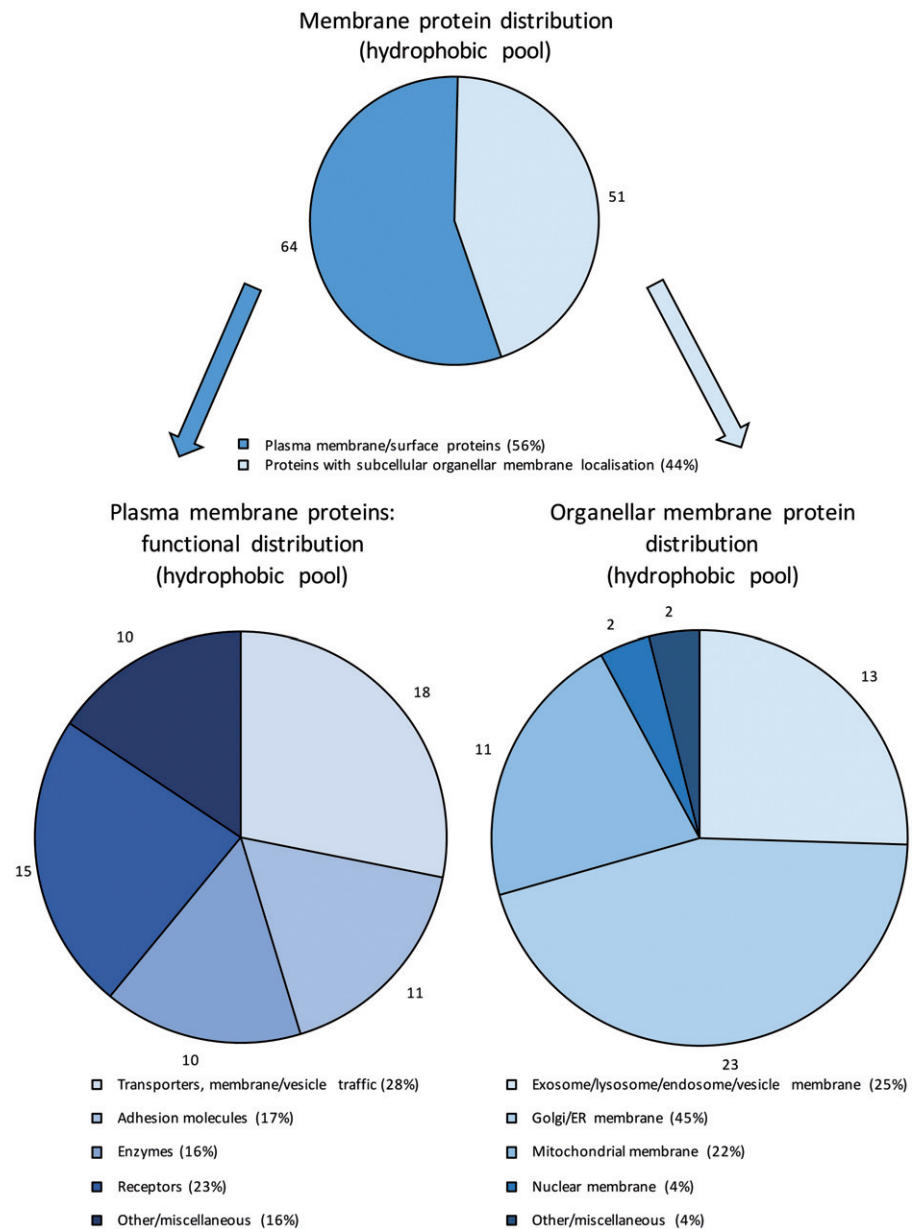 Membrane protein distribution
(hydrophobic pool)
51
64
Plasma membrane/surface proteins (56%)
Proteins with subcellular organellar membrane localisation (44%)
Plasma membrane proteins:
functional distribution
(hydrophobic pool)
10
18
15
11
10
Transporters, membrane/vesicle traffic (28%)
Adhesion molecules (17%)
Enzymes (16%)
Receptors (23%)
Other/miscellaneous (16%)
Organellar membrane protein
distribution
(hydrophobic pool)
2
2
13
11
23
Exosome/lysosome/endosome/vesicle membrane (25%)
Golgi/ER membrane (45%)
Mitochondrial membrane (22%)
Nuclear membrane (4%)
Other/miscellaneous (4%)